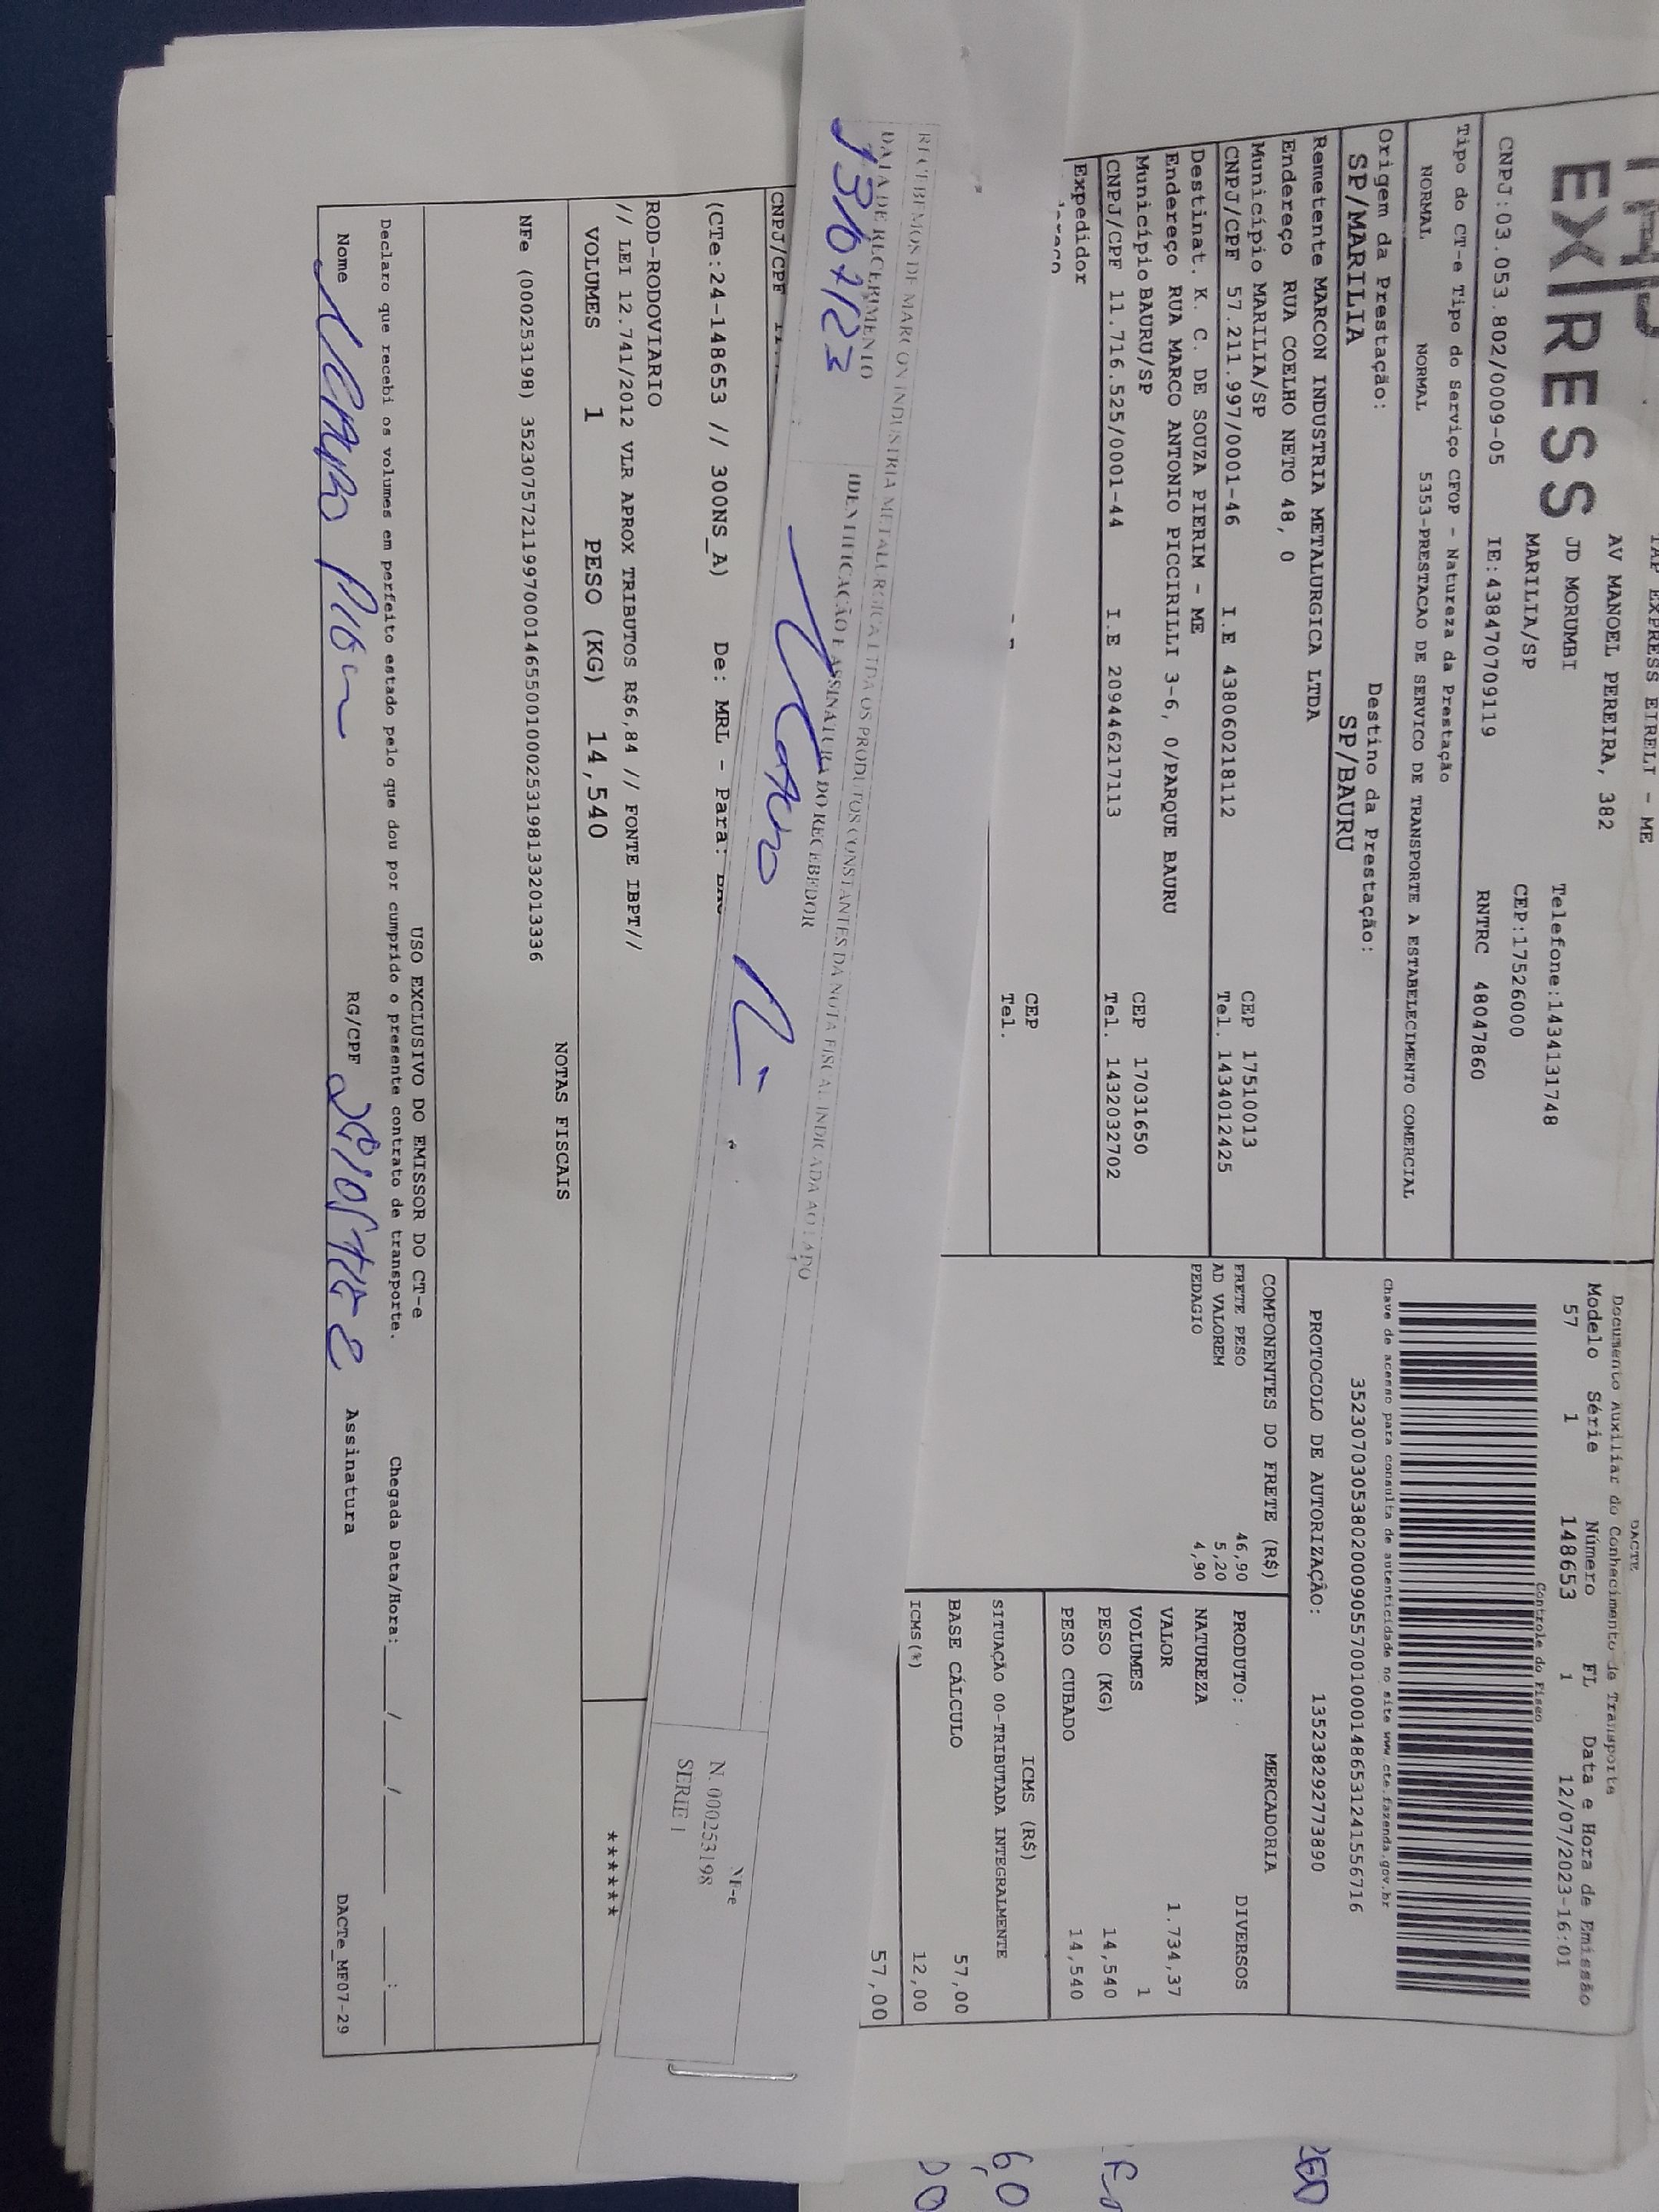 TAP EXPRESS EIRELI - ME
EXPRESS
AV MANOEL PEREIRA, 382
JD MORUMBI
Telefone:1434131748
MARILIA/SP
CEP:17526000
CNPJ:03.053.802/0009-05 IE:438470709119 RNTRC 48047860
Tipo do CT-e Tipo do Serviço CFOP - Natureza da Prestação
NORMAL NORMAL 5353-PRESTACAO DE SERVICO DE TRANSPORTE A ESTABELECIMENTO COMERCIAL
Origem da Prestação: Destino da Prestação:
SP/MARILIA SP/BAURU
Remetente MARCON INDUSTRIA METALURGICA LTDA
Endereço RUA COELHO NETO 48, 0
Município MARILIA/SP CEP 17510013
CNPJ/CPF 57.211.997/0001-46 I.E 438060218112 Tel. 1434012425
Destinat. K. C. DE SOUZA PIERIM - ME
Endereço RUA MARCO ANTONIO PICCIRILLI 3-6, 0/PARQUE BAURU
Município BAURU/SP CEP 17031650
CNPJ/CPF 11.716.525/0001-44 I.E 209446217113 Tel. 1432032702
Expedidor
CEP
Tel.
DACTE
Documento Auxiliar do Conhecimento de Transporte
Modelo Série Número FL Data e Hora de Emissão
57 1 148653 1 12/07/2023-16:01
Controle do Fisco
Chave de acesso para consulta de autenticidade no site www.cte.fazenda.gov.br
35230703053802000905570010001486531241556716
PROTOCOLO DE AUTORIZAÇÃO: 135238292773890
COMPONENTES DO FRETE (R$)
FRETE PESO 46,90
AD VALOREM 5,20
PEDAGIO 4,90
MERCADORIA
PRODUTO: DIVERSOS
NATUREZA
VALOR 1.734,37
VOLUMES 1
PESO (KG) 14,540
PESO CUBADO 14,540
ICMS (R$)
SITUAÇÃO 00-TRIBUTADA INTEGRALMENTE
BASE CÁLCULO 57,00
ICMS(%) 12,00
57,00
RECEBEMOS DE MARCON INDUSTRIA METALURGICA LTDA OS PRODUTOS CONSTANTES DA NOTA FISCAL INDICADA AO LADO
DATA DE RECEBIMENTO IDENTIFICAÇÃO E ASSINATURA DO RECEBEDOR
NF-e
N. 000253198
SERIE 1
CNPJ/CPF
(CTe:24-148653 // 300NS_A) De: MRL - Para:
ROD-RODOVIARIO
// LEI 12.741/2012 VLR APROX TRIBUTOS R$6,84 // FONTE IBPT//
VOLUMES 1 PESO (KG) 14,540 ******
NOTAS FISCAIS
NFe (000253198) 35230757211997000146550010002531981332013336
USO EXCLUSIVO DO EMISSOR DO CT-e
Declaro que recebi os volumes em perfeito estado pelo que dou por cumprido o presente contrato de transporte. Chegada Data/Hora:____/____/____ ____:____
Nome RG/CPF Assinatura DACTe_MF07-29